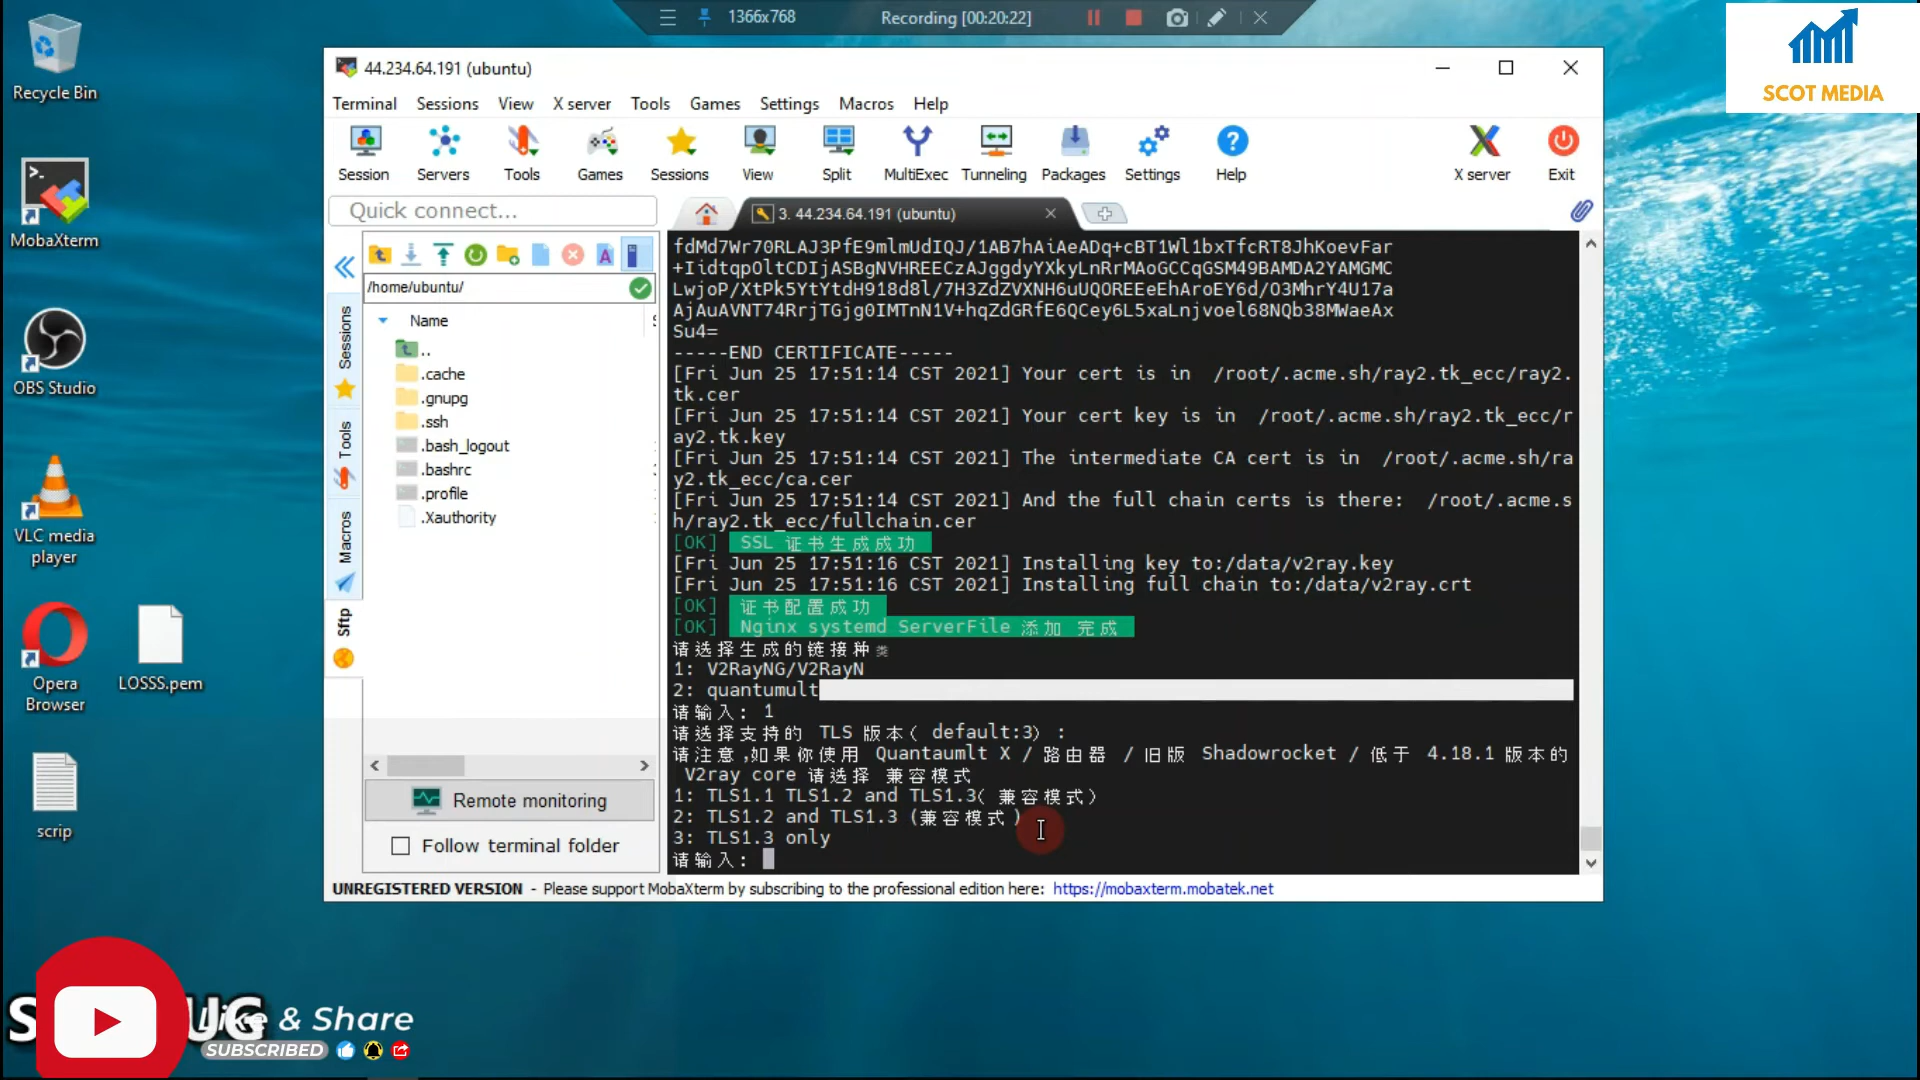 1366x768
Recording [00:20:22]
SCOT MEDIA
Recycle Bin
MobaXterm
OBS Studio
VLC media player
Opera Browser
LOSSS.pem
scrip
44.234.64.191 (ubuntu)
Terminal Sessions View X server Tools Games Settings Macros Help
Session Servers Tools Games Sessions View Split MultiExec Tunneling Packages Settings Help X server Exit
Quick connect...
3. 44.234.64.191 (ubuntu)
/home/ubuntu/
Name
..
.cache
.gnupg
.ssh
.bash_logout
.bashrc
.profile
.Xauthority
Sessions
Tools
Macros
Sftp
Remote monitoring
Follow terminal folder
fdMd7Wr70RLAJ3PfE9mlmUdIQJ/1AB7hAiAeADq+cBT1Wl1bxTfcRT8JhKoevFar
+IidtqpOltCDIjASBgNVHREECzAJggdyYXkyLnRrMAoGCCqGSM49BAMDA2YAMGMC
LwjoP/XtPk5YtYtdH918d8l/7H3ZdZVXNH6uUQOREEeEhAroEY6d/O3MhrY4U17a
AjAuAVNT74RrjTGjg0IMTnN1V+hqZdGRfE6QCey6L5xaLnjvoel68NQb38MWaeAx
Su4=
-----END CERTIFICATE-----
[Fri Jun 25 17:51:14 CST 2021] Your cert is in /root/.acme.sh/ray2.tk_ecc/ray2.
tk.cer
[Fri Jun 25 17:51:14 CST 2021] Your cert key is in /root/.acme.sh/ray2.tk_ecc/r
ay2.tk.key
[Fri Jun 25 17:51:14 CST 2021] The intermediate CA cert is in /root/.acme.sh/ra
y2.tk_ecc/ca.cer
[Fri Jun 25 17:51:14 CST 2021] And the full chain certs is there: /root/.acme.s
h/ray2.tk_ecc/fullchain.cer
[OK] SSL 证书生成成功
[Fri Jun 25 17:51:16 CST 2021] Installing key to:/data/v2ray.key
[Fri Jun 25 17:51:16 CST 2021] Installing full chain to:/data/v2ray.crt
[OK] 证书配置成功
[OK] Nginx systemd ServerFile 添加 完成
请选择生成的链接种类
1: V2RayNG/V2RayN
2: quantumult
请输入: 1
请选择支持的 TLS 版本( default:3) :
请注意,如果你使用 Quantaumlt X / 路由器 / 旧版 Shadowrocket / 低于 4.18.1 版本的
V2ray core 请选择 兼容模式
1: TLS1.1 TLS1.2 and TLS1.3( 兼容模式)
2: TLS1.2 and TLS1.3 (兼容模式)
3: TLS1.3 only
请输入:
UNREGISTERED VERSION - Please support MobaXterm by subscribing to the professional edition here: https://mobaxterm.mobatek.net
UG
& Share
SUBSCRIBED